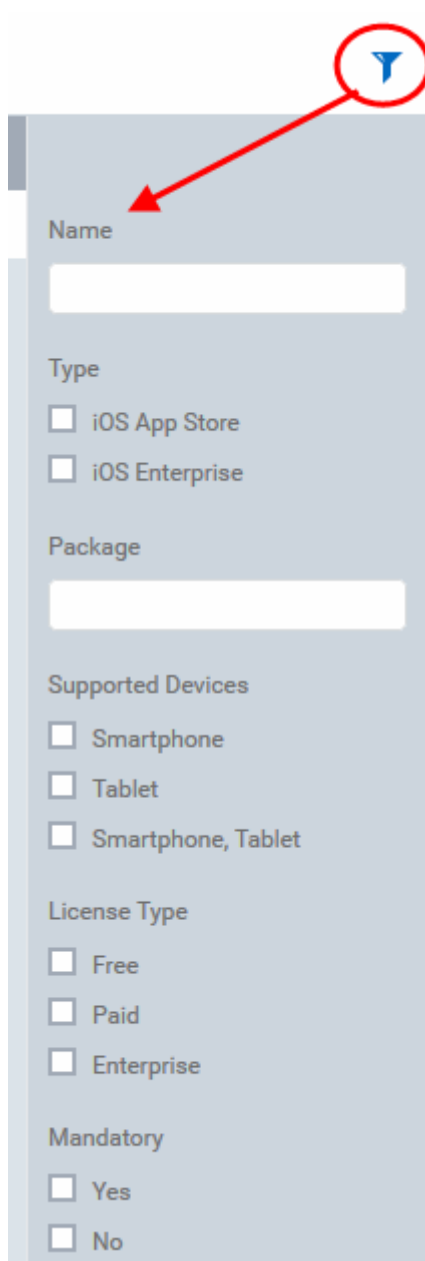 Name
Type
iOS App Store
iOS Enterprise
Package
Supported Devices
Smartphone
Tablet
Smartphone, Tablet
License Type
Free
Paid
Enterprise
Mandatory
Yes
No